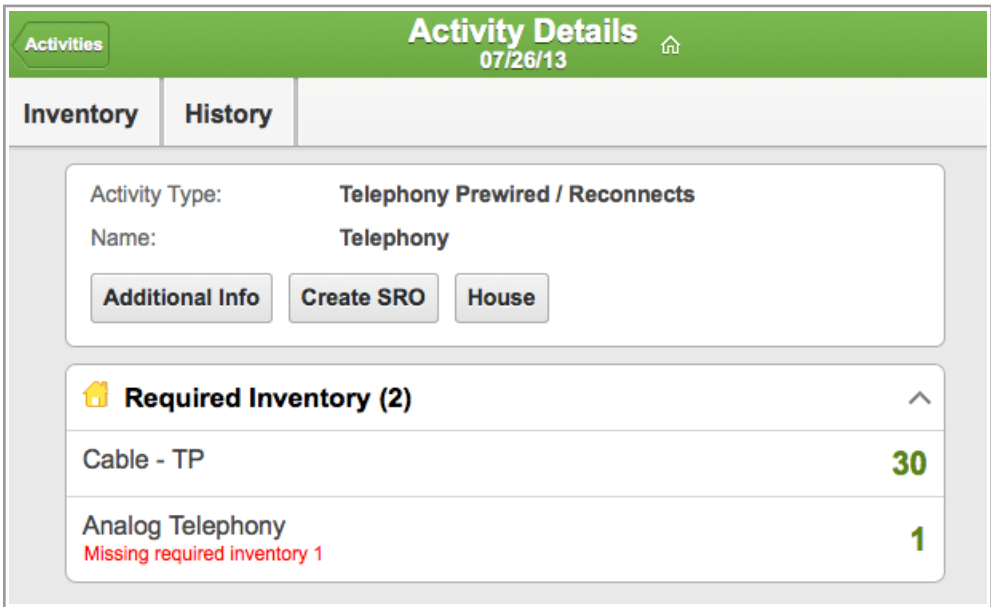 Activities
Activity Details
07/26/13
Inventory History
Activity Type: Telephony Prewired / Reconnects
Name: Telephony
Additional Info Create SRO House
Required Inventory (2)
Cable - TP 30
Analog Telephony
Missing required inventory 1
1